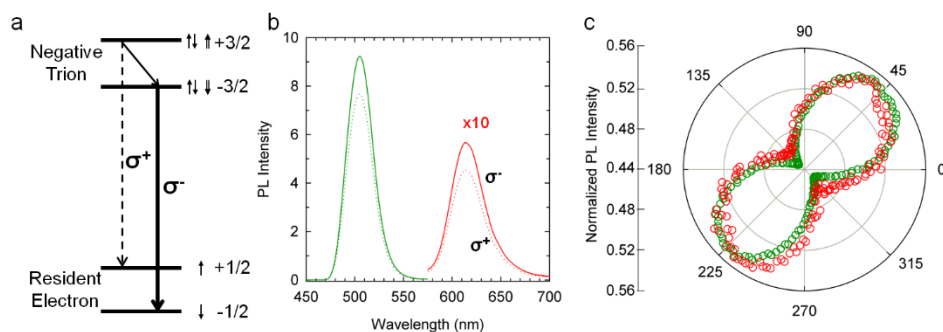 a
Negative
Trion
↑↓ ⇑ +3/2
↑↓ ⇓ -3/2
σ+
σ-
Resident
Electron
↑ +1/2
↓ -1/2
b
PL Intensity
10
8
6
4
2
0
x10
σ-
σ+
450 500 550 600 650 700
Wavelength (nm)
c
Normalized PL Intensity
0.56
0.52
0.48
0.44
0.48
0.52
0.56
90
45
0
315
270
225
180
135